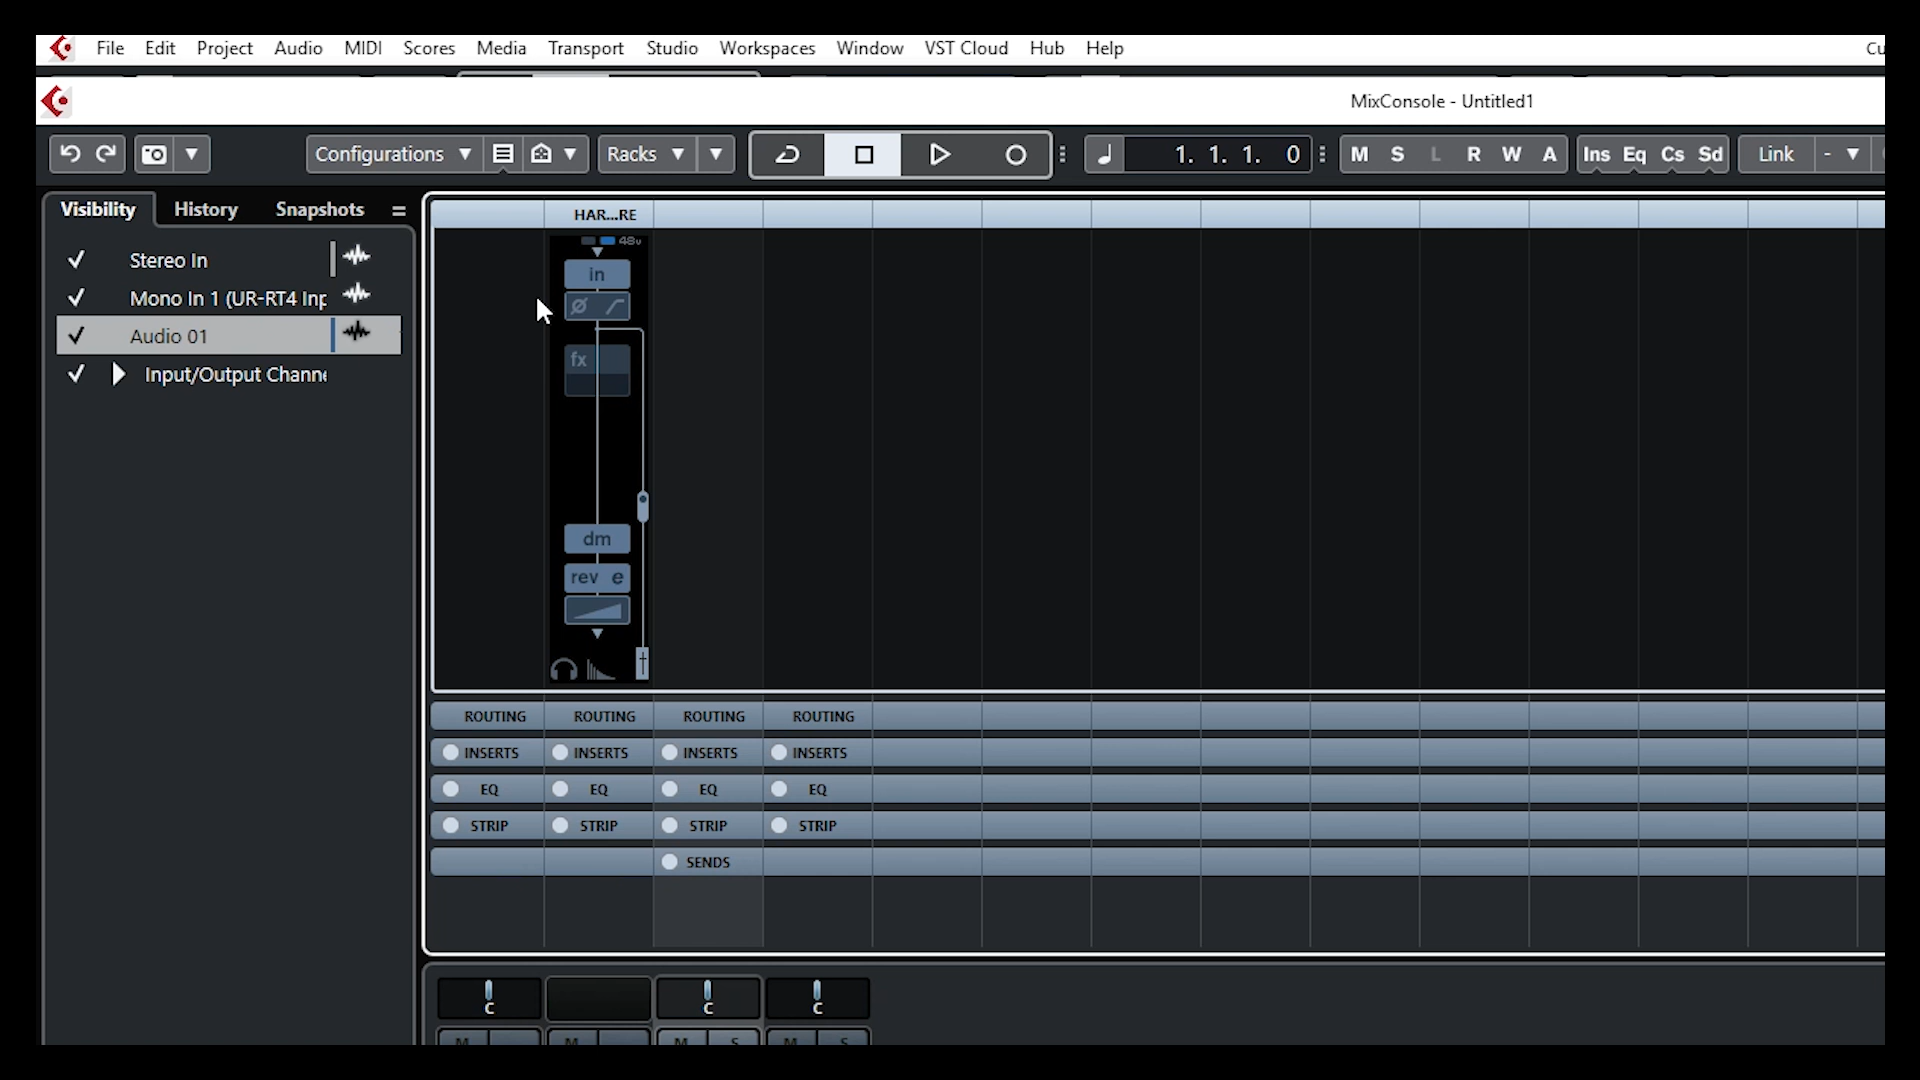 File Edit Project Audio MIDI Scores Media Transport Studio Workspaces Window VST Cloud Hub Help Cu
MixConsole - Untitled1
Configurations Racks 1. 1. 1. 0 M S L R W A Ins Eq Cs Sd Link -
Visibility History Snapshots
HAR...RE
48v
Stereo In
in
Mono In 1 (UR-RT4 Inp
Audio 01
fx
Input/Output Channe
dm
rev e
ROUTING ROUTING ROUTING ROUTING
INSERTS INSERTS INSERTS INSERTS
EQ EQ EQ EQ
STRIP STRIP STRIP STRIP
SENDS
C C C
M M M S M S